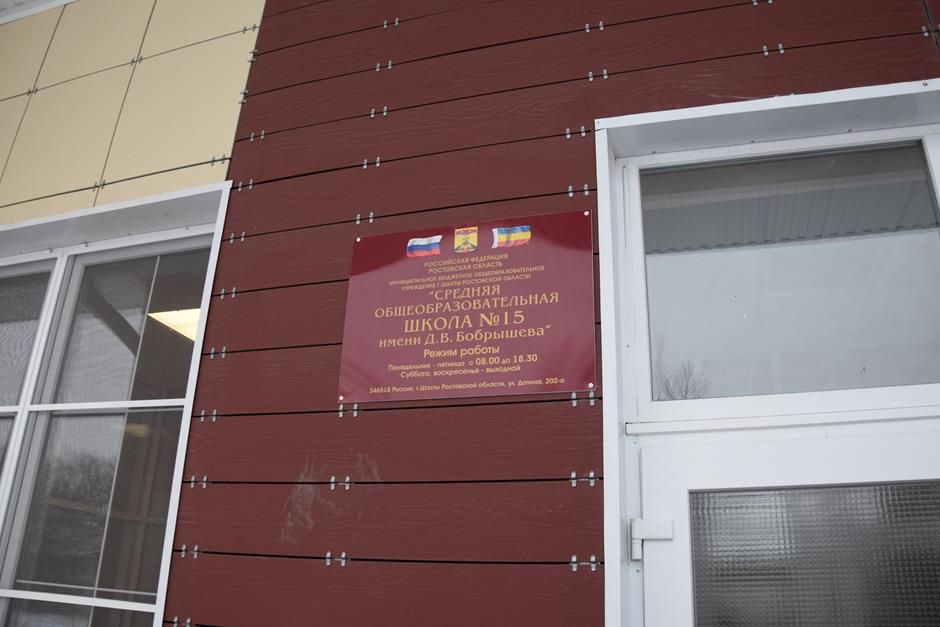 РОССИЙСКАЯ ФЕДЕРАЦИЯ
РОСТОВСКАЯ ОБЛАСТЬ
МУНИЦИПАЛЬНОЕ БЮДЖЕТНОЕ ОБЩЕОБРАЗОВАТЕЛЬНОЕ
УЧРЕЖДЕНИЕ Г.ШАХТЫ РОСТОВСКОЙ ОБЛАСТИ
"СРЕДНЯЯ
ОБЩЕОБРАЗОВАТЕЛЬНАЯ
ШКОЛА №15
имени Д.В. Бобрышева"
Режим работы
Понедельник - пятница с 08.00 до 18.30
Суббота, воскресенье - выходной
346518 Россия, г.Шахты Ростовской области, ул. Дачная, 202-а